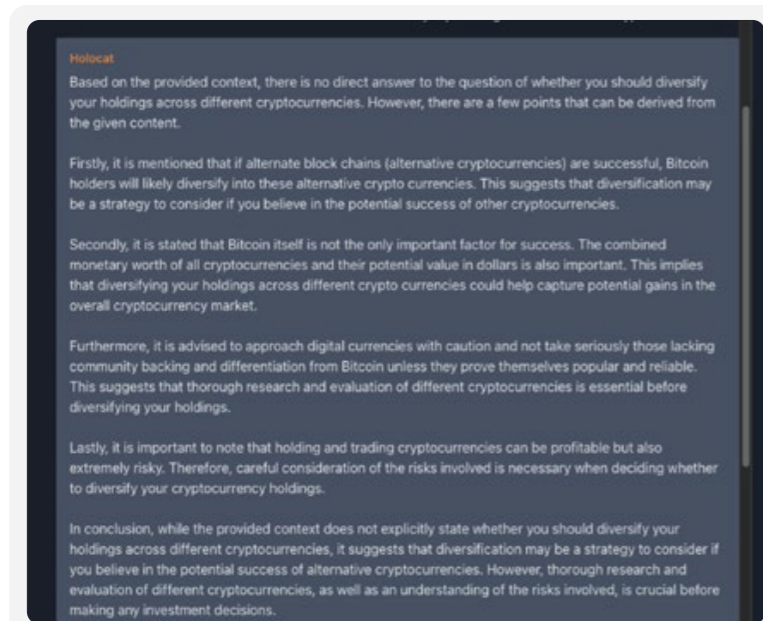 Holocat
Based on the provided context, there is no direct answer to the question of whether you should diversify
your holdings across different cryptocurrencies. However, there are a few points that can be derived from
the given content.
Firstly, it is mentioned that if alternate block chains (alternative cryptocurrencies) are successful, Bitcoin
holders will likely diversify into these alternative crypto currencies. This suggests that diversification may
be a strategy to consider if you believe in the potential success of other cryptocurrencies.
Secondly, it is stated that Bitcoin itself is not the only important factor for success. The combined
monetary worth of all cryptocurrencies and their potential value in dollars is also important. This implies
that diversifying your holdings across different crypto currencies could help capture potential gains in the
overall cryptocurrency market.
Furthermore, it is advised to approach digital currencies with caution and not take seriously those lacking
community backing and differentiation from Bitcoin unless they prove themselves popular and reliable.
This suggests that thorough research and evaluation of different cryptocurrencies is essential before
diversifying your holdings.
Lastly, it is important to note that holding and trading cryptocurrencies can be profitable but also
extremely risky. Therefore, careful consideration of the risks involved is necessary when deciding whether
to diversify your cryptocurrency holdings.
In conclusion, while the provided context does not explicitly state whether you should diversify your
holdings across different cryptocurrencies, it suggests that diversification may be a strategy to consider if
you believe in the potential success of alternative cryptocurrencies. However, thorough research and
evaluation of different cryptocurrencies, as well as an understanding of the risks involved, is crucial before
making any investment decisions.